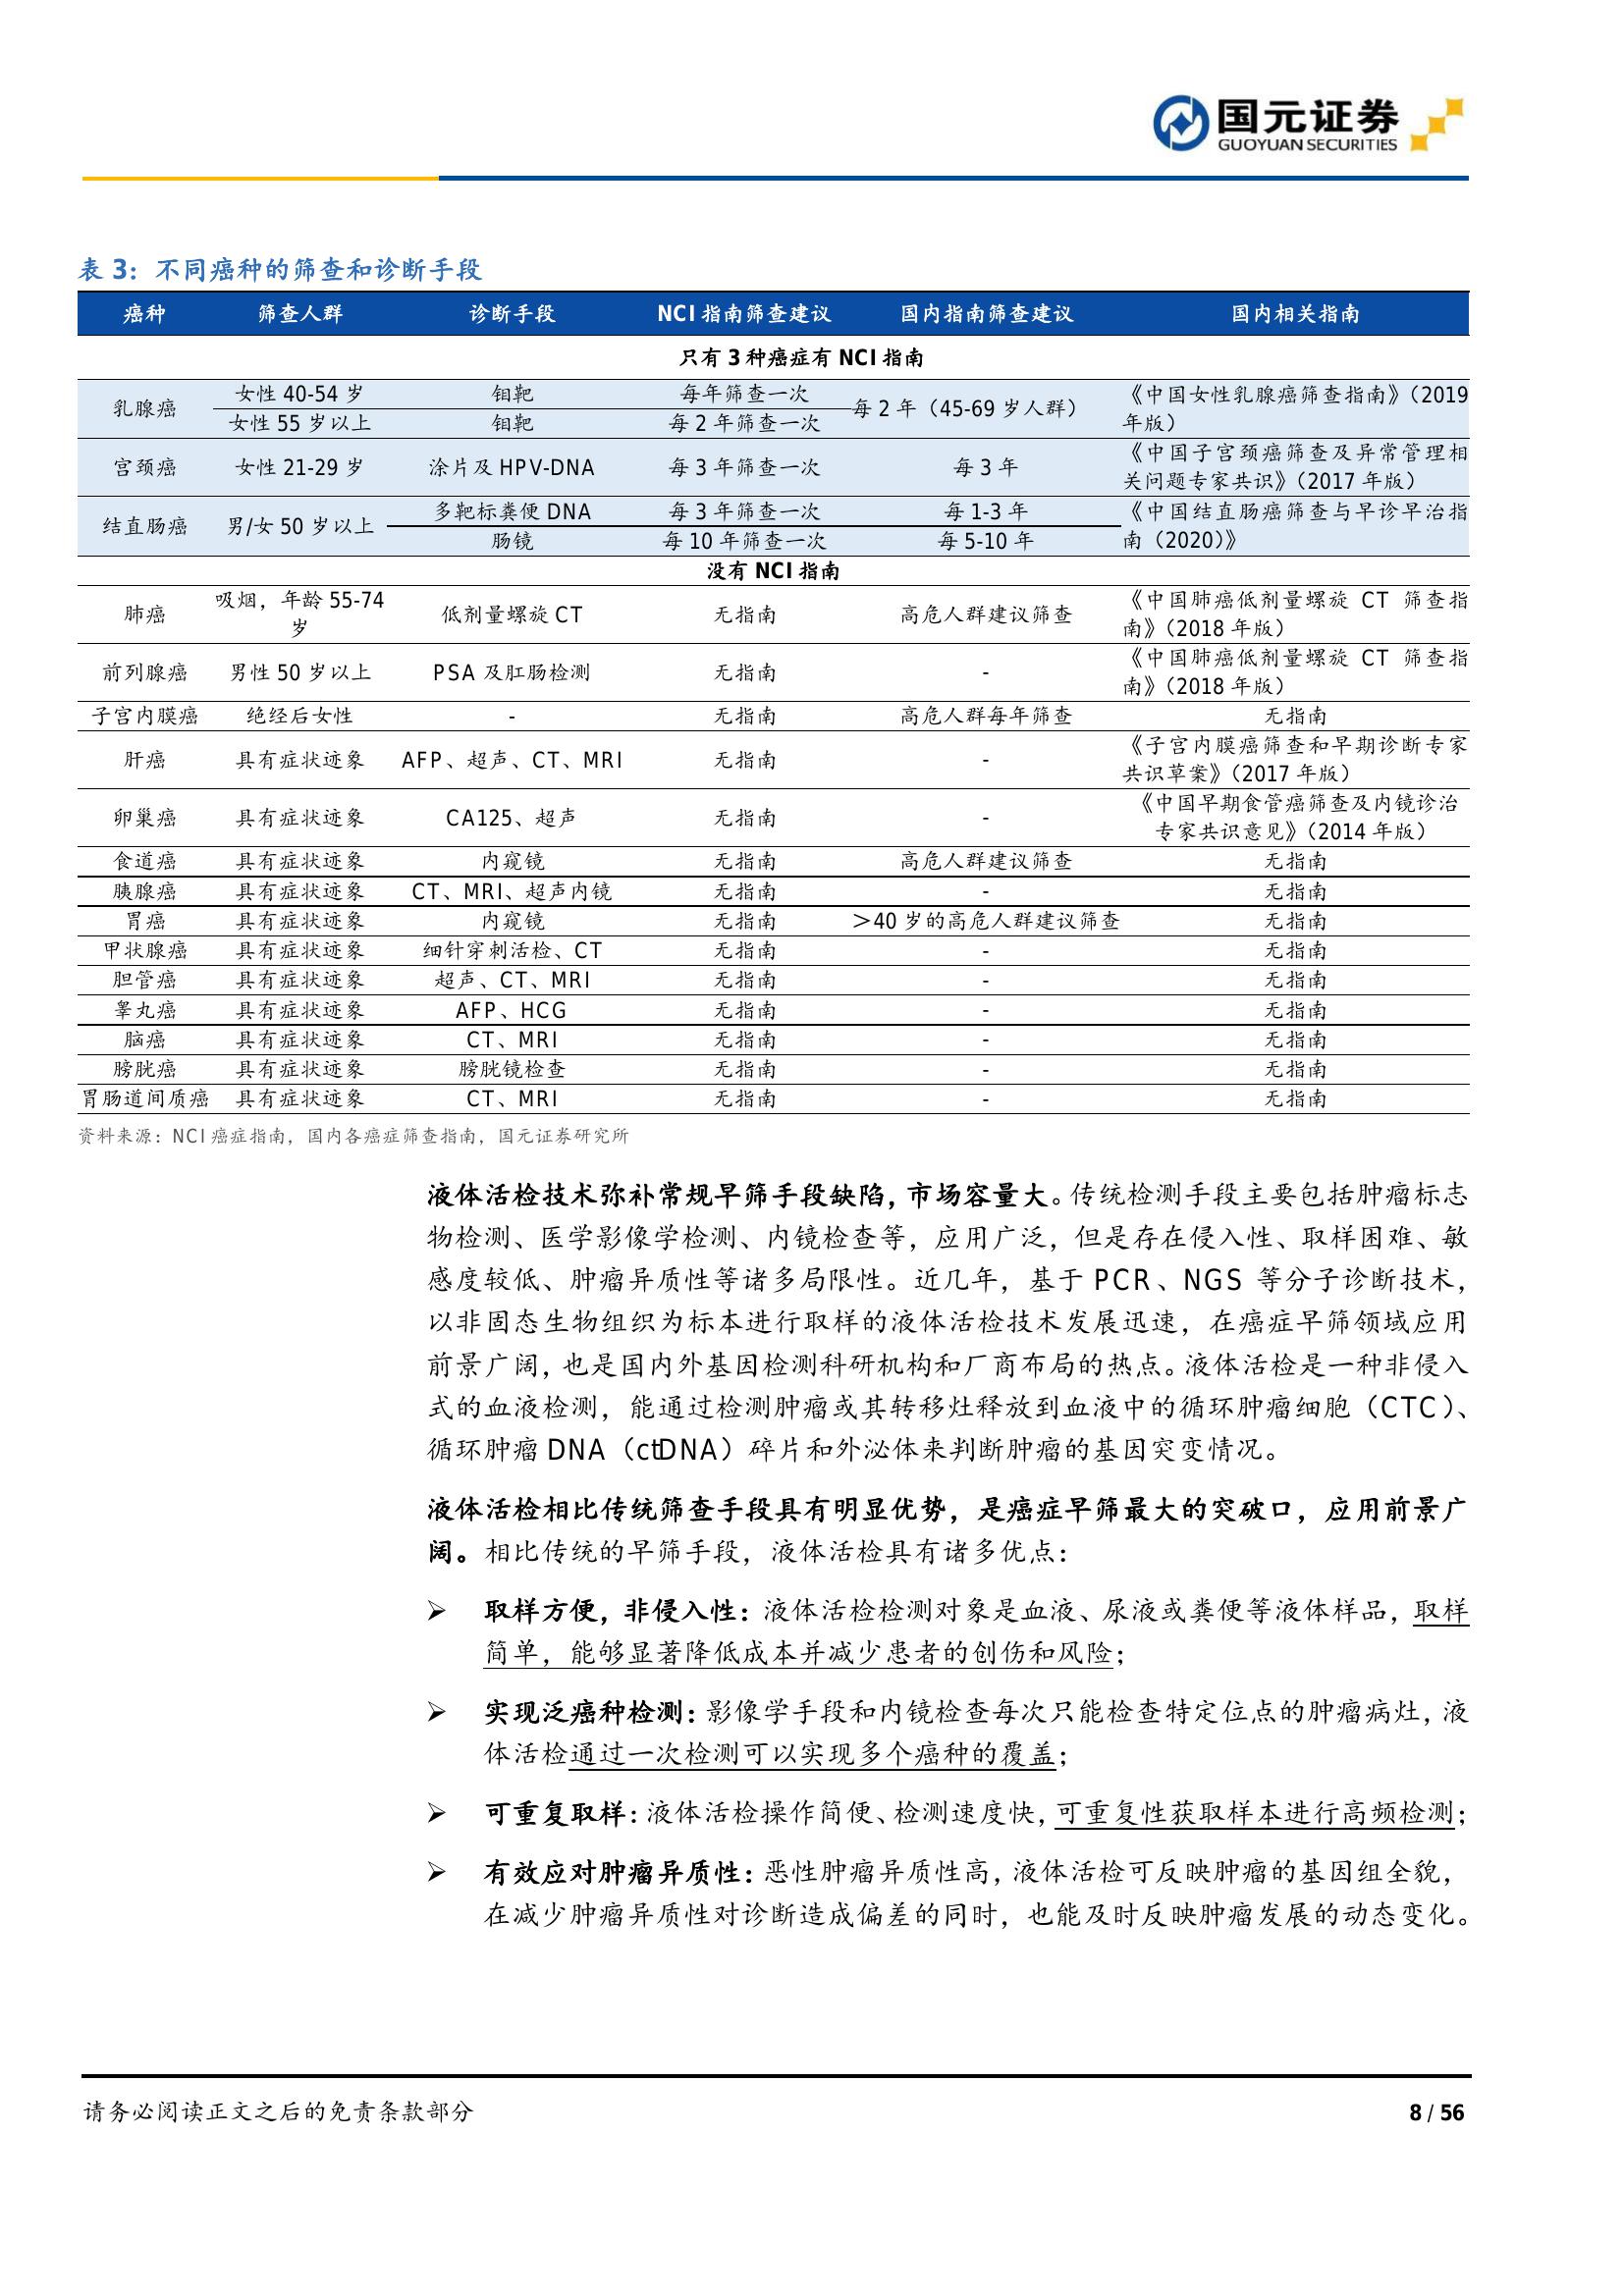 国元证券
GUOYUAN SECURITIES
表 3：不同癌种的筛查和诊断手段
癌种 筛查人群 诊断手段 NCI 指南筛查建议 国内指南筛查建议 国内相关指南
只有 3 种癌症有 NCI 指南
乳腺癌 女性 40-54 岁 钼靶 每年筛查一次 每 2 年（45-69 岁人群） 《中国女性乳腺癌筛查指南》（2019
女性 55 岁以上 钼靶 每 2 年筛查一次 年版）
宫颈癌 女性 21-29 岁 涂片及 HPV-DNA 每 3 年筛查一次 每 3 年 《中国子宫颈癌筛查及异常管理相
关问题专家共识》（2017 年版）
结直肠癌 男/女 50 岁以上 多靶标粪便 DNA 每 3 年筛查一次 每 1-3 年 《中国结直肠癌筛查与早诊早治指
肠镜 每 10 年筛查一次 每 5-10 年 南（2020）》
没有 NCI 指南
肺癌 吸烟，年龄 55-74 低剂量螺旋 CT 无指南 高危人群建议筛查 《中国肺癌低剂量螺旋 CT 筛查指
岁 南》（2018 年版）
前列腺癌 男性 50 岁以上 PSA 及肛肠检测 无指南 - 《中国肺癌低剂量螺旋 CT 筛查指
南》（2018 年版）
子宫内膜癌 绝经后女性 - 无指南 高危人群每年筛查 无指南
肝癌 具有症状迹象 AFP、超声、CT、MRI 无指南 - 《子宫内膜癌筛查和早期诊断专家
共识草案》（2017 年版）
卵巢癌 具有症状迹象 CA125、超声 无指南 - 《中国早期食管癌筛查及内镜诊治
专家共识意见》（2014 年版）
食道癌 具有症状迹象 内窥镜 无指南 高危人群建议筛查 无指南
胰腺癌 具有症状迹象 CT、MRI、超声内镜 无指南 - 无指南
胃癌 具有症状迹象 内窥镜 无指南 ＞40 岁的高危人群建议筛查 无指南
甲状腺癌 具有症状迹象 细针穿刺活检、CT 无指南 - 无指南
胆管癌 具有症状迹象 超声、CT、MRI 无指南 - 无指南
睾丸癌 具有症状迹象 AFP、HCG 无指南 - 无指南
脑癌 具有症状迹象 CT、MRI 无指南 - 无指南
膀胱癌 具有症状迹象 膀胱镜检查 无指南 - 无指南
胃肠道间质癌 具有症状迹象 CT、MRI 无指南 - 无指南
资料来源：NCI 癌症指南，国内各癌症筛查指南，国元证券研究所
液体活检技术弥补常规早筛手段缺陷，市场容量大。传统检测手段主要包括肿瘤标志
物检测、医学影像学检测、内镜检查等，应用广泛，但是存在侵入性、取样困难、敏
感度较低、肿瘤异质性等诸多局限性。近几年，基于 PCR、NGS 等分子诊断技术，
以非固态生物组织为标本进行取样的液体活检技术发展迅速，在癌症早筛领域应用
前景广阔，也是国内外基因检测科研机构和厂商布局的热点。液体活检是一种非侵入
式的血液检测，能通过检测肿瘤或其转移灶释放到血液中的循环肿瘤细胞（CTC）、
循环肿瘤 DNA（ctDNA）碎片和外泌体来判断肿瘤的基因突变情况。
液体活检相比传统筛查手段具有明显优势，是癌症早筛最大的突破口，应用前景广
阔。相比传统的早筛手段，液体活检具有诸多优点：
➢ 取样方便，非侵入性：液体活检检测对象是血液、尿液或粪便等液体样品，取样
简单，能够显著降低成本并减少患者的创伤和风险；
➢ 实现泛癌种检测：影像学手段和内镜检查每次只能检查特定位点的肿瘤病灶，液
体活检通过一次检测可以实现多个癌种的覆盖；
➢ 可重复取样：液体活检操作简便、检测速度快，可重复性获取样本进行高频检测；
➢ 有效应对肿瘤异质性：恶性肿瘤异质性高，液体活检可反映肿瘤的基因组全貌，
在减少肿瘤异质性对诊断造成偏差的同时，也能及时反映肿瘤发展的动态变化。
请务必阅读正文之后的免责条款部分 8 / 56